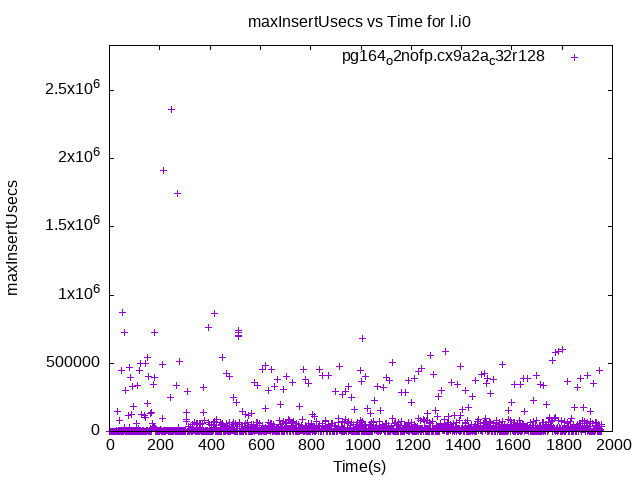 maxInsertUsecs vs Time for l.i0
pg164o2nofp.cx9a2ac32r128
2.5x10^6
2x10^6
1.5x10^6
1x10^6
500000
0
maxInsertUsecs
0 200 400 600 800 1000 1200 1400 1600 1800 2000
Time(s)